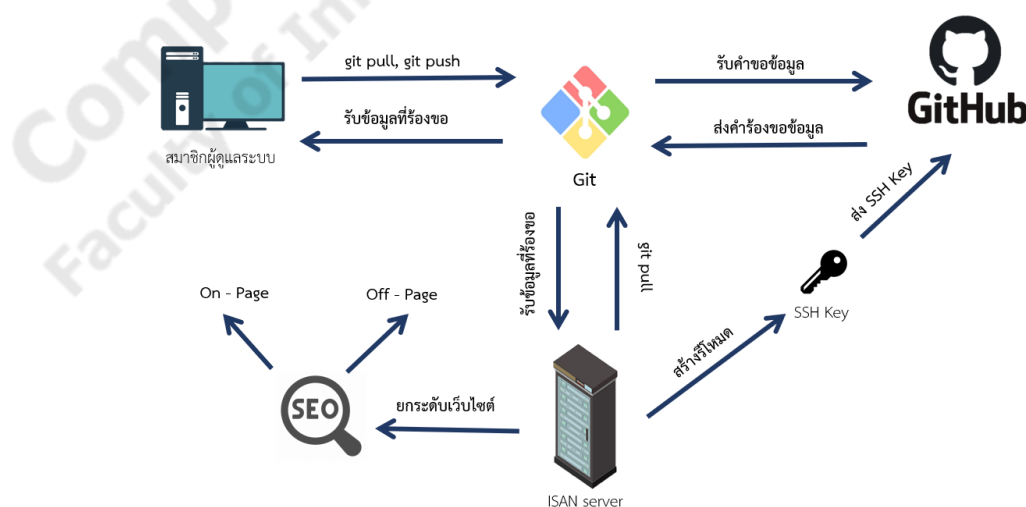 git pull, git push
รับคำขอข้อมูล
GitHub
รับข้อมูลที่ร้องขอ
ส่งคำร้องขอข้อมูล
สมาชิกผู้ดูแลระบบ
Git
ส่ง SSH Key
รับข้อมูลที่ร้องขอ
git pull
On - Page
Off - Page
SSH Key
สร้างรีโหมด
SEO
ยกระดับเว็บไซต์
ISAN server